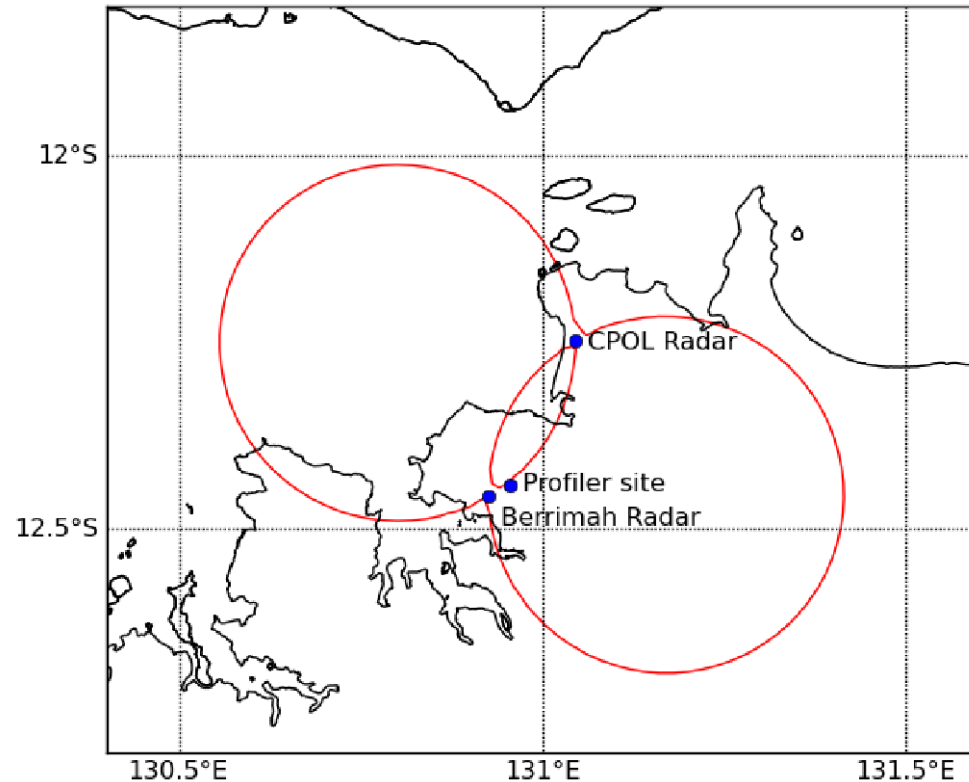 12°S
CPOL Radar
Profiler site
Berrimah Radar
12.5°S
130.5°E
131°E
131.5°E